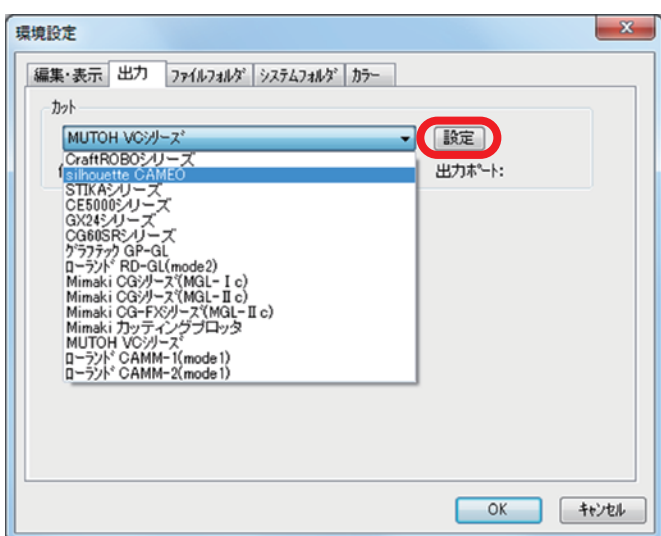 環境設定
編集・表示 出力 ファイルフォルダ システムフォルダ カラー
カット
MUTOH VCシリーズ 設定
CraftROBOシリーズ
silhouette CAMEO 出力ポート:
STIKAシリーズ
CE5000シリーズ
GX24シリーズ
CG60SRシリーズ
グラフテック GP-GL
ローランド RD-GL(mode2)
Mimaki CGシリーズ(MGL-Ⅰc)
Mimaki CGシリーズ(MGL-Ⅱc)
Mimaki CG-FXシリーズ(MGL-Ⅱc)
Mimaki カッティングプロッタ
MUTOH VCシリーズ
ローランド CAMM-1(mode1)
ローランド CAMM-2(mode1)
OK キャンセル